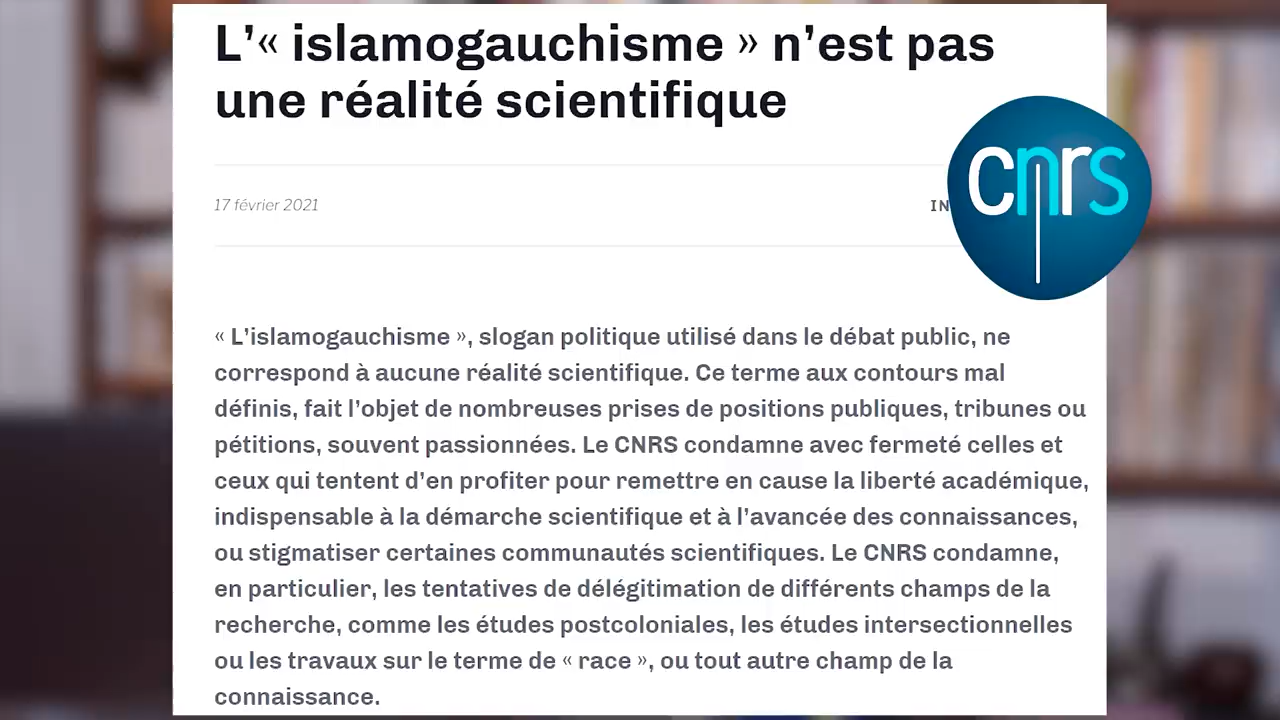 L’« islamogauchisme » n’est pas
une réalité scientifique
cnrs
17 février 2021
« L’islamogauchisme », slogan politique utilisé dans le débat public, ne
correspond à aucune réalité scientifique. Ce terme aux contours mal
définis, fait l’objet de nombreuses prises de positions publiques, tribunes ou
pétitions, souvent passionnées. Le CNRS condamne avec fermeté celles et
ceux qui tentent d’en profiter pour remettre en cause la liberté académique,
indispensable à la démarche scientifique et à l’avancée des connaissances,
ou stigmatiser certaines communautés scientifiques. Le CNRS condamne,
en particulier, les tentatives de délégitimation de différents champs de la
recherche, comme les études postcoloniales, les études intersectionnelles
ou les travaux sur le terme de « race », ou tout autre champ de la
connaissance.